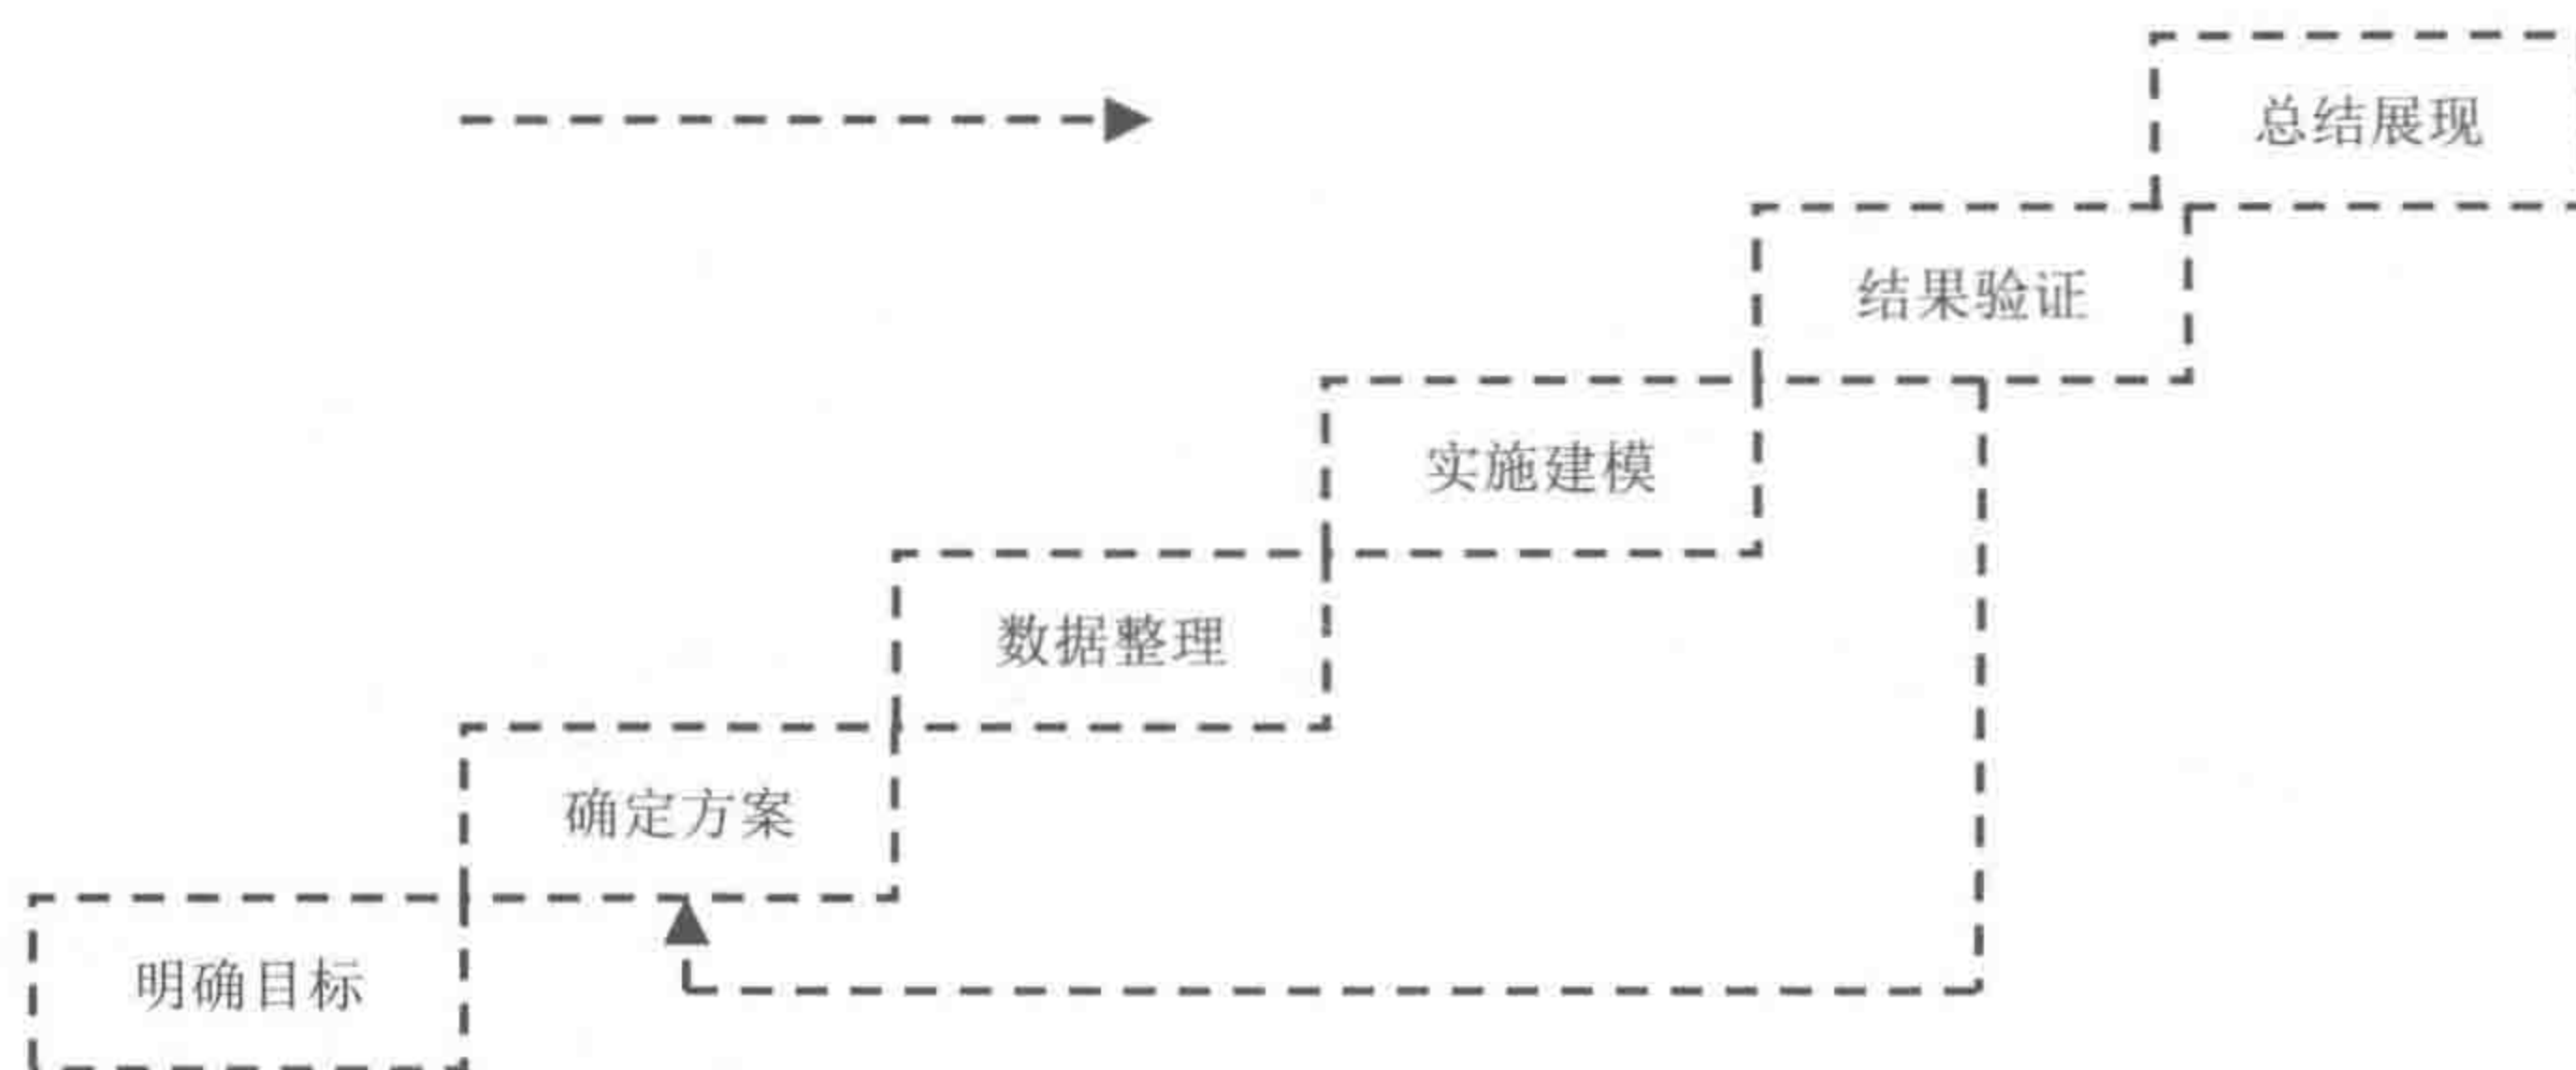 总结展现
结果验证
实施建模
数据整理
确定方案
明确目标